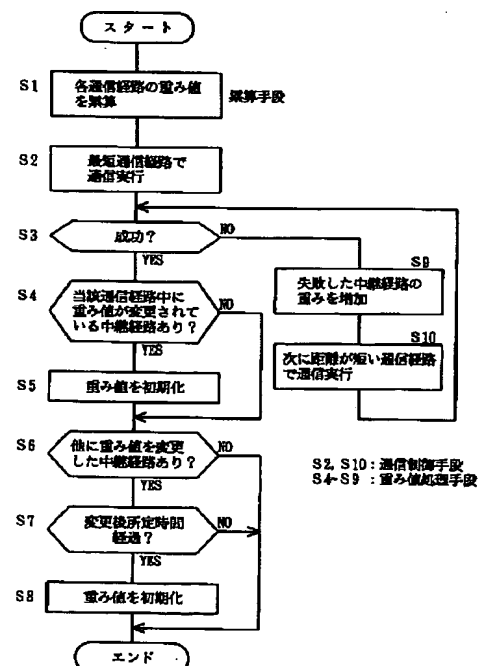 スタート
S1
各通信経路の重み値
を累算
累算手段
S2
最短通信経路で
通信実行
S3
成功？
NO
YES
S9
失敗した中継経路の
重みを増加
S4
当該通信経路中に
重み値が変更されて
いる中継経路あり？
NO
YES
S10
次に距離が短い通信経路
で通信実行
S5
重み値を初期化
S6
他に重み値を変更
した中継経路あり？
NO
YES
S2, S10：通信制御手段
S4~S9 ：重み値処理手段
S7
変更後所定時間
経過？
NO
YES
S8
重み値を初期化
エンド